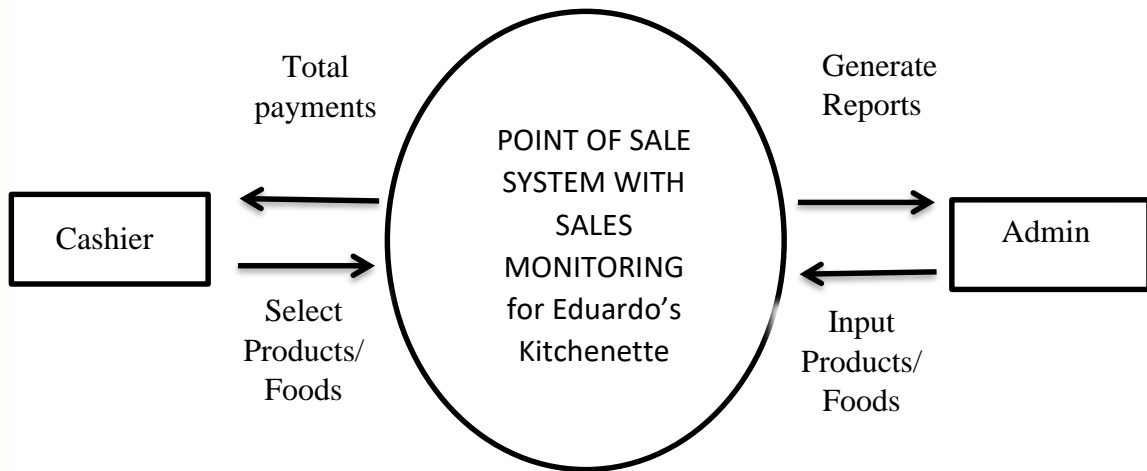 Total
payments
Generate
Reports
POINT OF SALE
SYSTEM WITH
SALES
MONITORING
for Eduardo’s
Kitchenette
Cashier
Admin
Select
Products/
Foods
Input
Products/
Foods